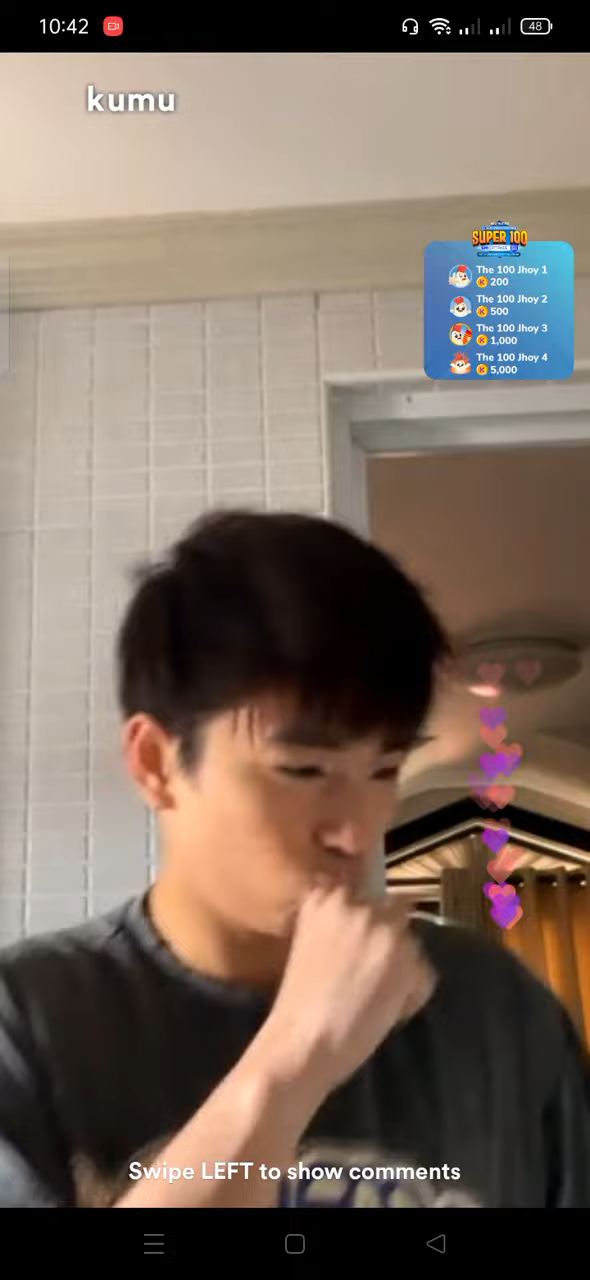 10:42
48
kumu
SUPER 100
The 100 Jhoy 1
200
The 100 Jhoy 2
500
The 100 Jhoy 3
1,000
The 100 Jhoy 4
5,000
Swipe LEFT to show comments